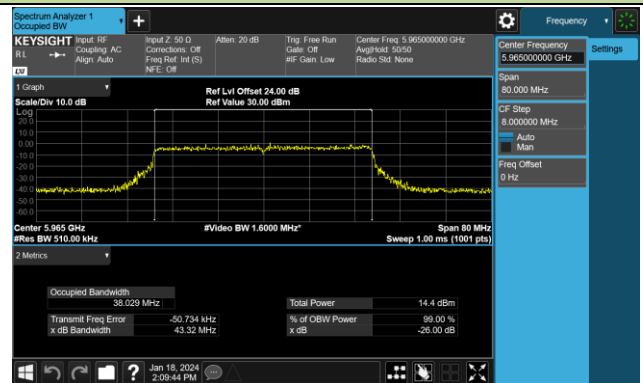 Spectrum Analyzer 1
Occupied BW
Frequency
KEYSIGHT
RL
LXI
Input: RF
Coupling: AC
Align: Auto
Input Z: 50 Ω
Corrections: Off
Freq Ref: Int (S)
NFE: Off
Atten: 20 dB
Trig: Free Run
Gate: Off
#IF Gain: Low
Center Freq: 5.965000000 GHz
Avg|Hold: 50/50
Radio Std: None
Center Frequency
5.965000000 GHz
Settings
Span
80.000 MHz
CF Step
8.000000 MHz
Auto
Man
Freq Offset
0 Hz
1 Graph
Scale/Div 10.0 dB
Ref Lvl Offset 24.00 dB
Ref Value 30.00 dBm
Log
20.0
10.0
0.00
-10.0
-20.0
-30.0
-40.0
-50.0
-60.0
Center 5.965 GHz
#Res BW 510.00 kHz
#Video BW 1.6000 MHz*
Span 80 MHz
Sweep 1.00 ms (1001 pts)
2 Metrics
Occupied Bandwidth
38.029 MHz
Total Power 14.4 dBm
Transmit Freq Error -50.734 kHz
% of OBW Power 99.00 %
x dB Bandwidth 43.32 MHz
x dB -26.00 dB
?
Jan 18, 2024
2:09:44 PM